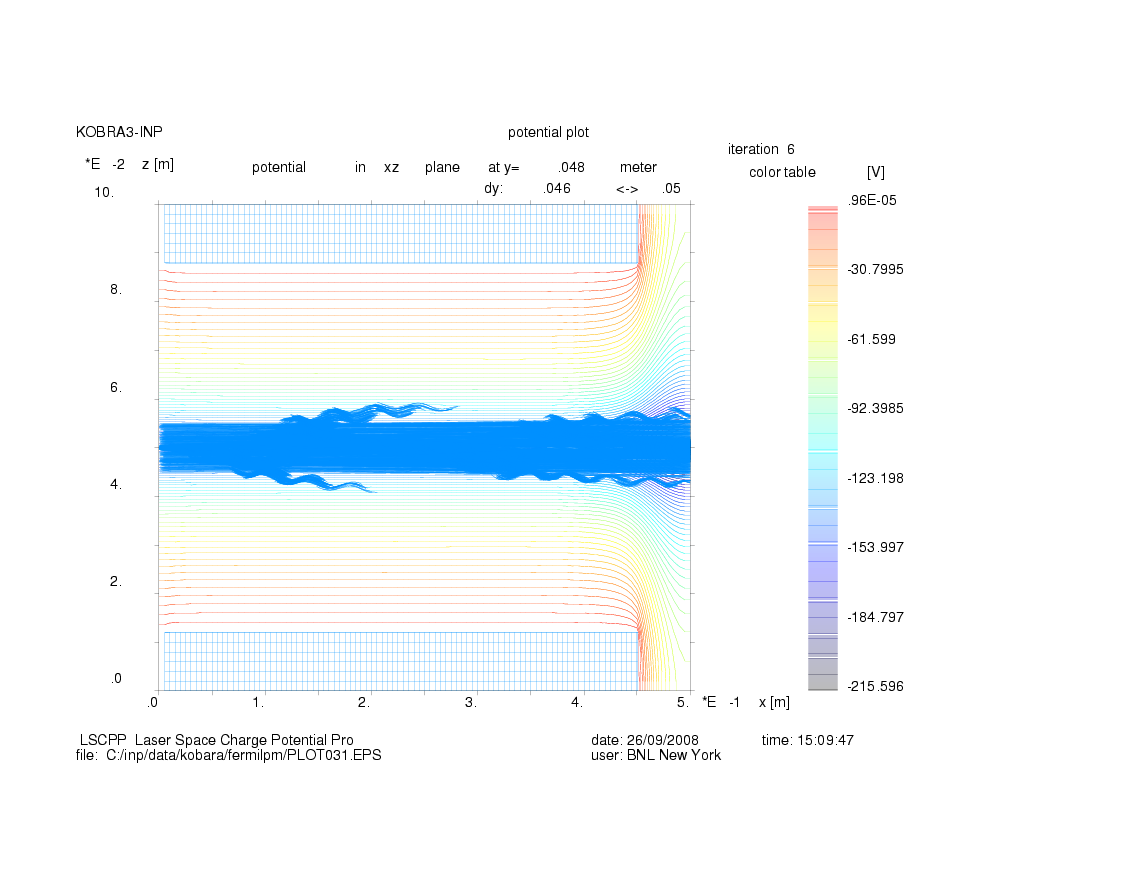 KOBRA3-INP potential plot
iteration 6
*E -2 z [m] potential in xz plane at y= .048 meter
color table [V]
dy: .046 <-> .05
10.
.96E-05
-30.7995
8.
-61.599
6.
-92.3985
-123.198
4.
-153.997
2.
-184.797
.0
-215.596
.0 1. 2. 3. 4. 5. *E -1 x [m]
LSCPP Laser Space Charge Potential Pro date: 26/09/2008 time: 15:09:47
file: C:/inp/data/kobara/fermilpm/PLOT031.EPS user: BNL New York